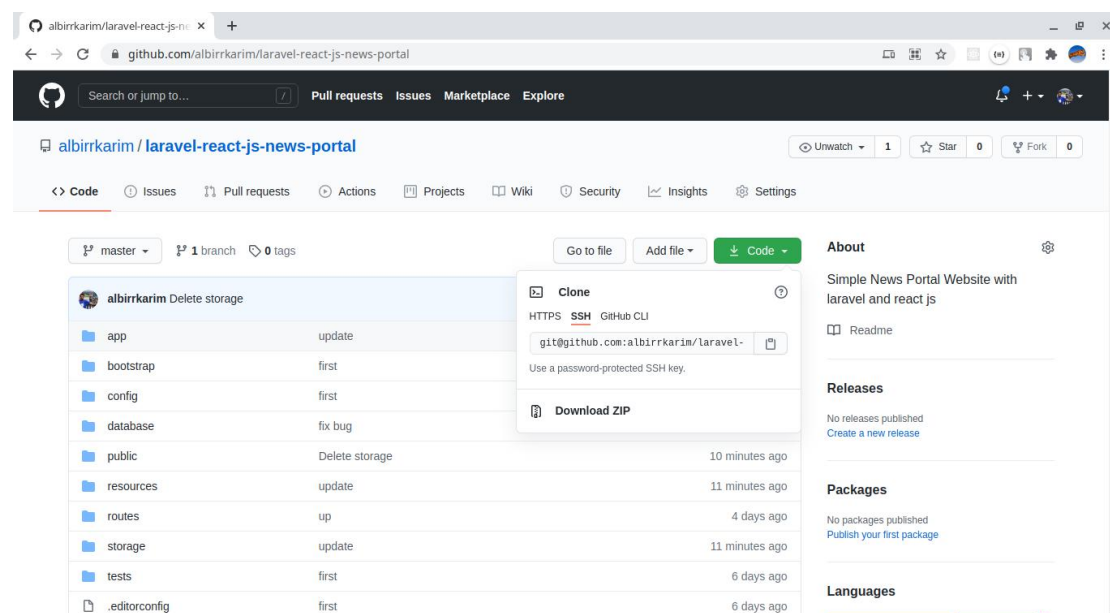 albirrkarim/laravel-react-js-ne
github.com/albirrkarim/laravel-react-js-news-portal
Search or jump to... / Pull requests Issues Marketplace Explore
albirrkarim / laravel-react-js-news-portal
Unwatch 1 Star 0 Fork 0
Code Issues Pull requests Actions Projects Wiki Security Insights Settings
master 1 branch 0 tags Go to file Add file Code
albirrkarim Delete storage
app update
bootstrap first
config first
database fix bug
public Delete storage 10 minutes ago
resources update 11 minutes ago
routes up 4 days ago
storage update 11 minutes ago
tests first 6 days ago
.editorconfig first 6 days ago
Clone
HTTPS SSH GitHub CLI
git@github.com:albirrkarim/laravel-
Use a password-protected SSH key.
Download ZIP
About
Simple News Portal Website with
laravel and react js
Readme
Releases
No releases published
Create a new release
Packages
No packages published
Publish your first package
Languages